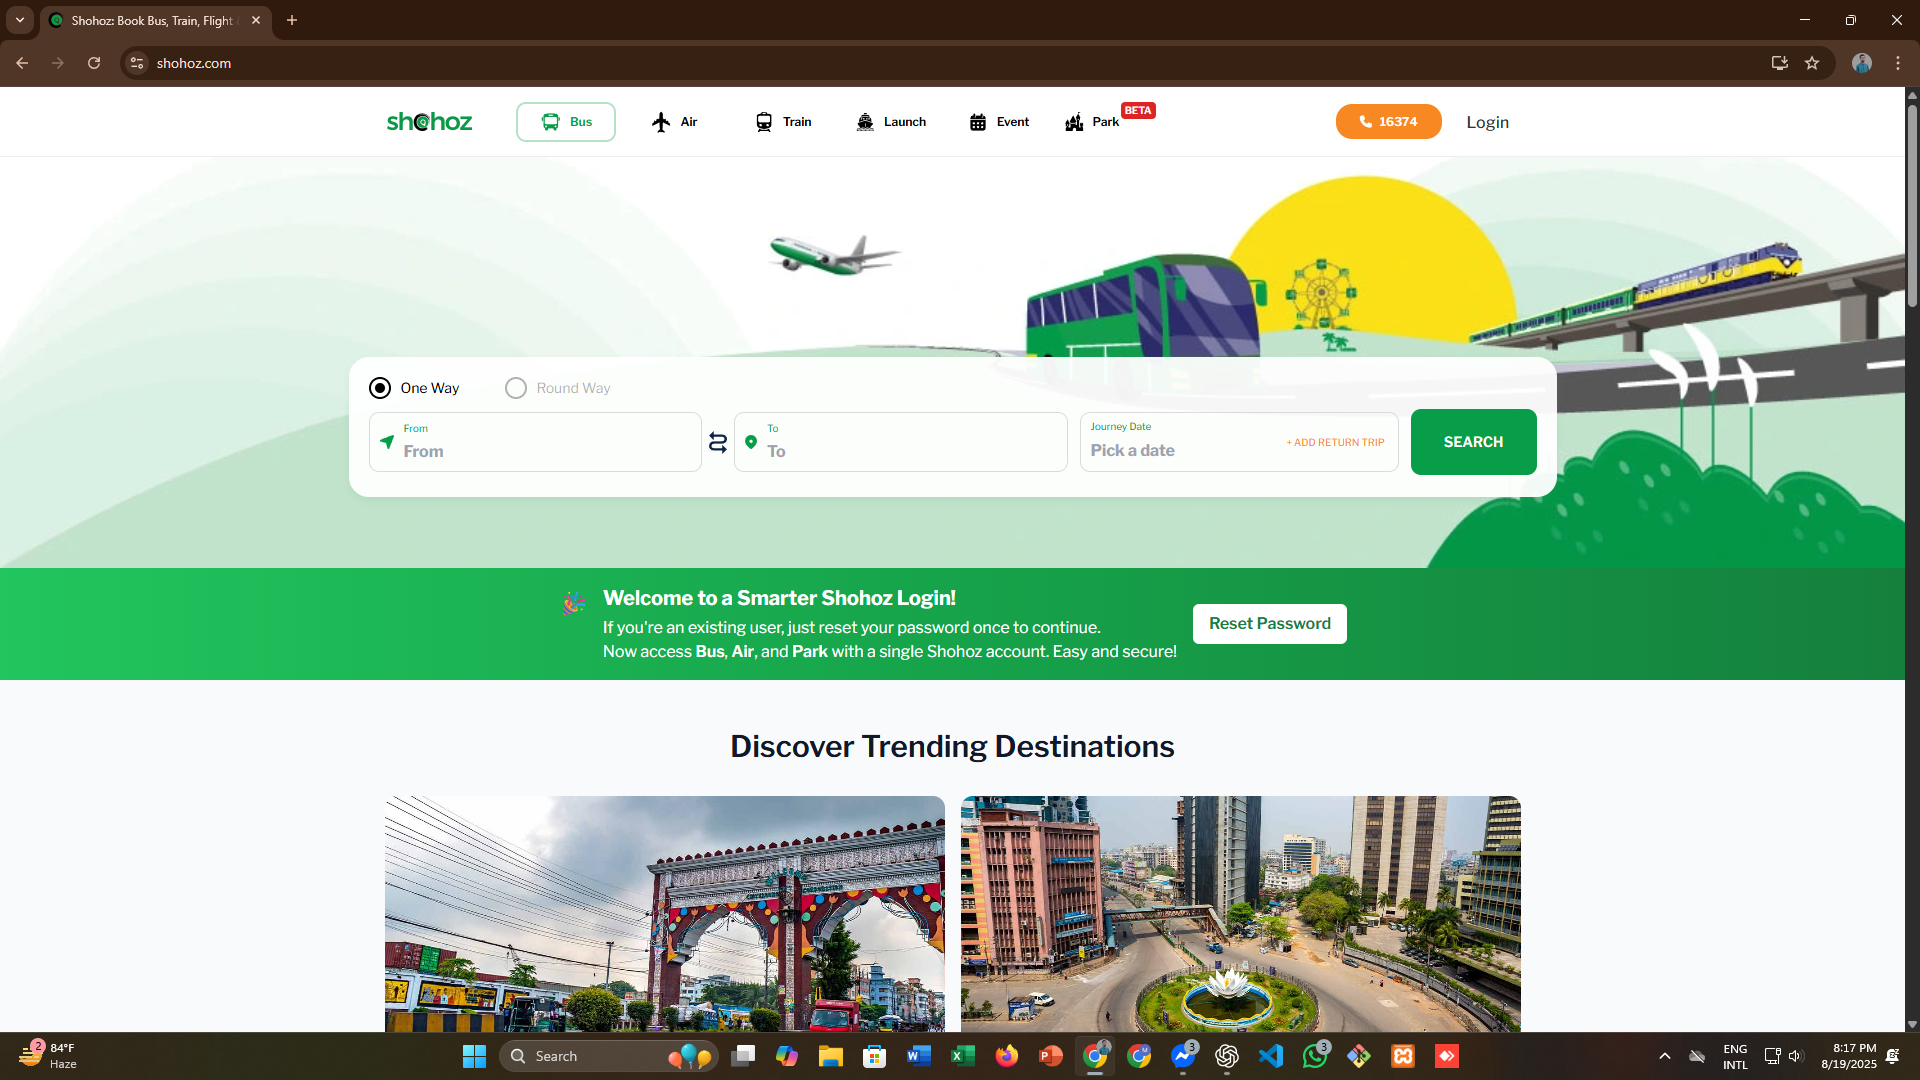 Shohoz: Book Bus, Train, Flight
shohoz.com
shohoz
Bus
Air
Train
Launch
Event
Park
BETA
16374
Login
One Way
Round Way
From
From
To
To
Journey Date
Pick a date
+ ADD RETURN TRIP
SEARCH
Welcome to a Smarter Shohoz Login!
If you're an existing user, just reset your password once to continue.
Now access Bus, Air, and Park with a single Shohoz account. Easy and secure!
Reset Password
Discover Trending Destinations
2
84°F
Haze
Search
3
3
ENG
INTL
8:17 PM
8/19/2025